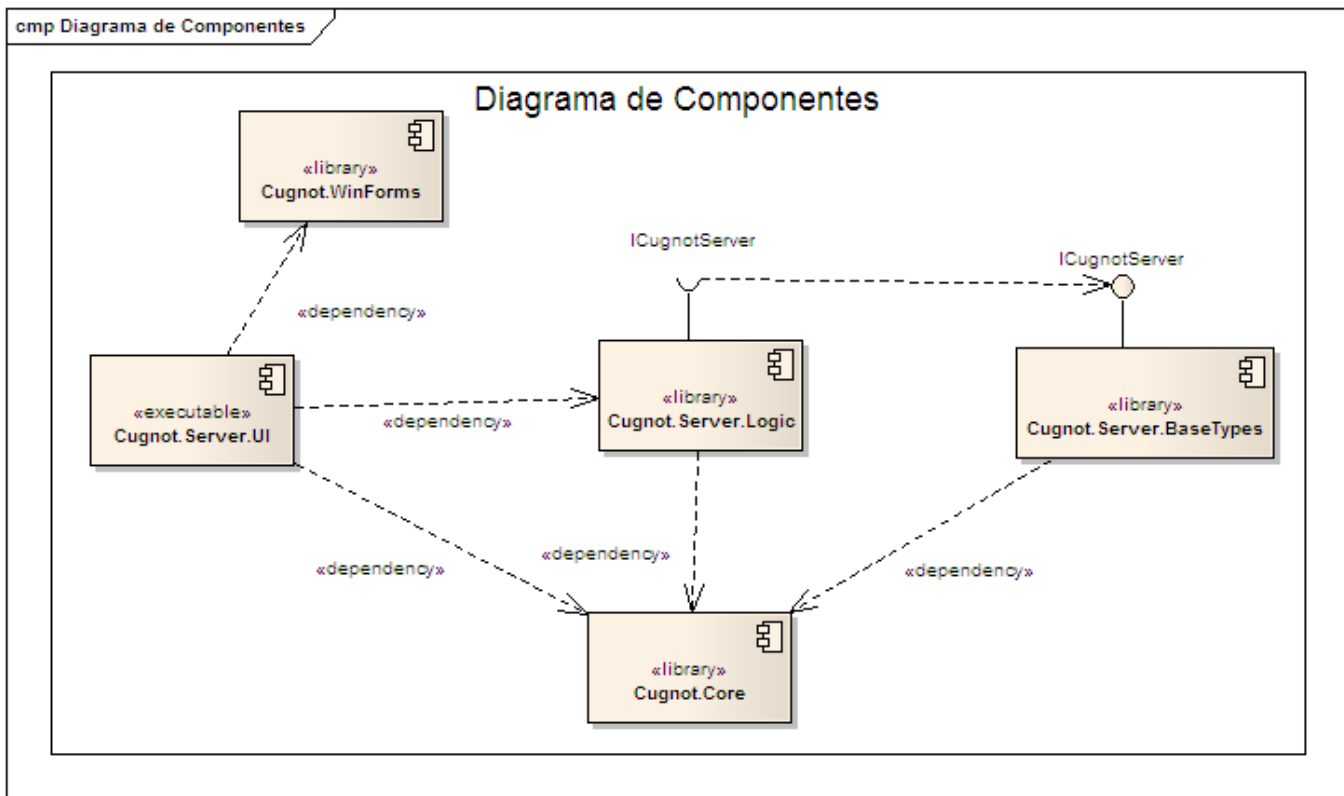 cmp Diagrama de Componentes
Diagrama de Componentes
«library»
Cugnot.WinForms
ICugnotServer
ICugnotServer
«dependency»
«executable»
Cugnot.Server.UI
«dependency»
«library»
Cugnot.Server.Logic
«library»
Cugnot.Server.BaseTypes
«dependency»
«dependency»
«dependency»
«library»
Cugnot.Core